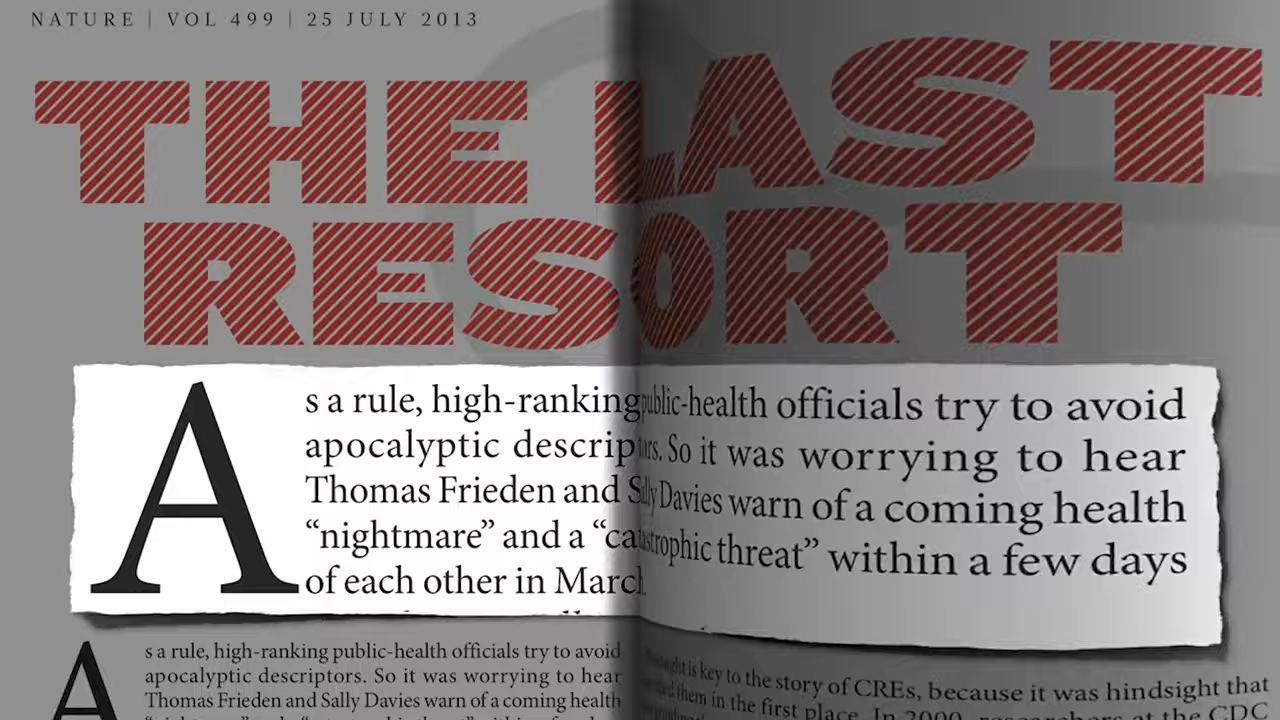 NATURE | VOL 499 | 25 JULY 2013
THE LAST
RESORT
As a rule, high-ranking public-health officials try to avoid
apocalyptic descriptors. So it was worrying to hear
Thomas Frieden and Sally Davies warn of a coming health
“nightmare” and a “catastrophic threat” within a few days
of each other in March
As a rule, high-ranking public-health officials try to avoid
apocalyptic descriptors. So it was worrying to hear
Thomas Frieden and Sally Davies warn of a coming health
is key to the story of CREs, because it was hindsight that
them in the first place. In 2000, researchers at the CDC